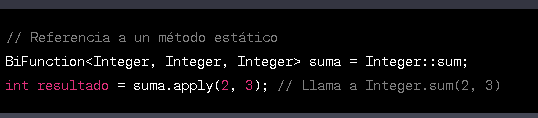 // Referencia a un método estático
BiFunction<Integer, Integer, Integer> suma = Integer::sum;
int resultado = suma.apply(2, 3); // Llama a Integer.sum(2, 3)